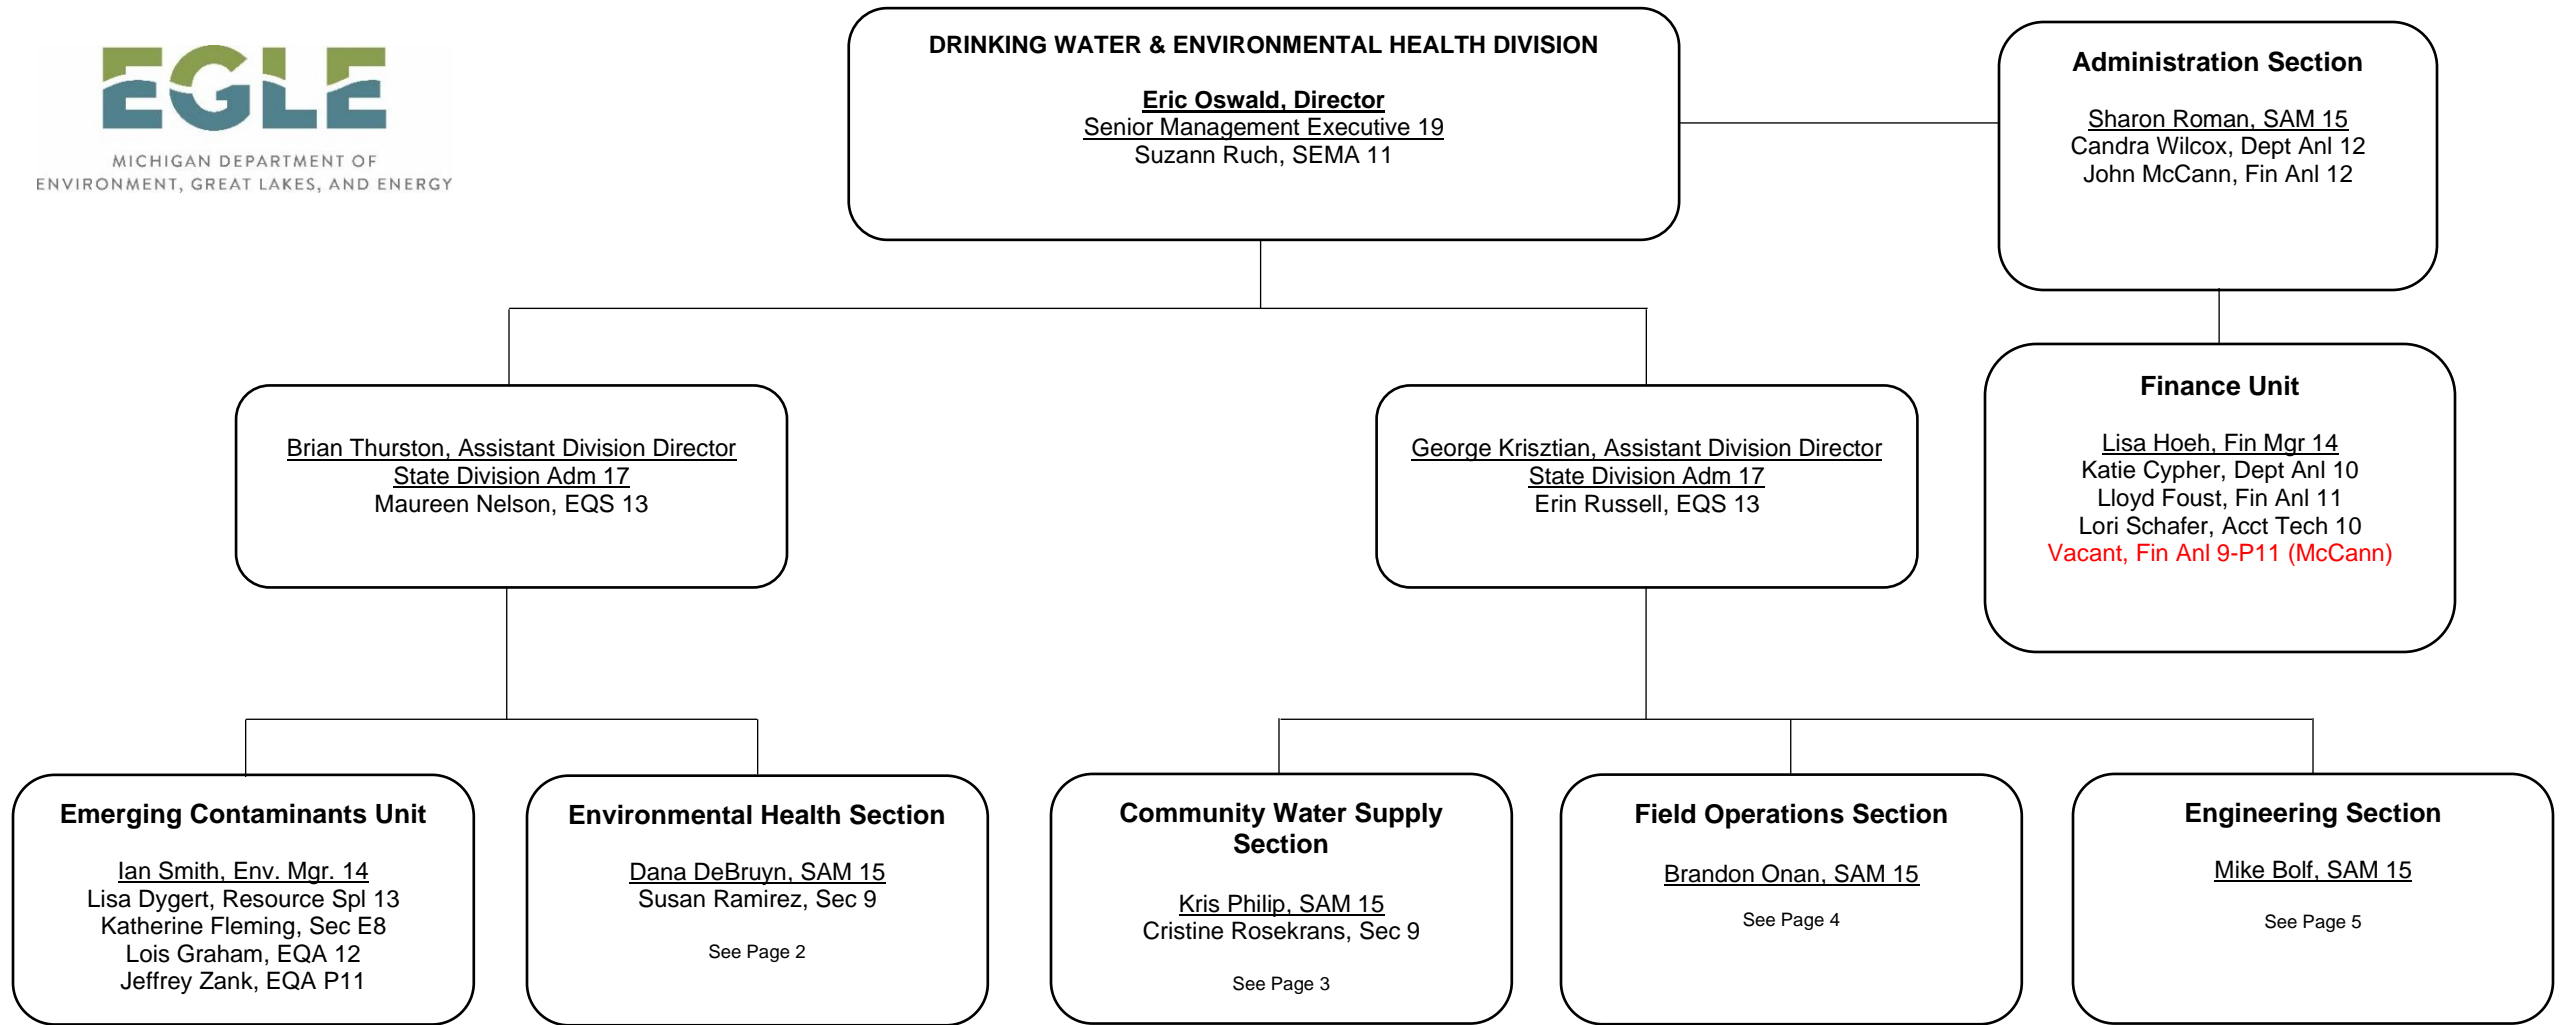 EGLE
MICHIGAN DEPARTMENT OF
ENVIRONMENT, GREAT LAKES, AND ENERGY
DRINKING WATER & ENVIRONMENTAL HEALTH DIVISION
Eric Oswald, Director
Senior Management Executive 19
Suzann Ruch, SEMA 11
Administration Section
Sharon Roman, SAM 15
Candra Wilcox, Dept Anl 12
John McCann, Fin Anl 12
Finance Unit
Lisa Hoeh, Fin Mgr 14
Katie Cypher, Dept Anl 10
Lloyd Foust, Fin Anl 11
Lori Schafer, Acct Tech 10
Vacant, Fin Anl 9-P11 (McCann)
Brian Thurston, Assistant Division Director
State Division Adm 17
Maureen Nelson, EQS 13
George Krisztian, Assistant Division Director
State Division Adm 17
Erin Russell, EQS 13
Emerging Contaminants Unit
Ian Smith, Env. Mgr. 14
Lisa Dygert, Resource Spl 13
Katherine Fleming, Sec E8
Lois Graham, EQA 12
Jeffrey Zank, EQA P11
Environmental Health Section
Dana DeBruyn, SAM 15
Susan Ramirez, Sec 9
See Page 2
Community Water Supply
Section
Kris Philip, SAM 15
Cristine Rosekrans, Sec 9
See Page 3
Field Operations Section
Brandon Onan, SAM 15
See Page 4
Engineering Section
Mike Bolf, SAM 15
See Page 5